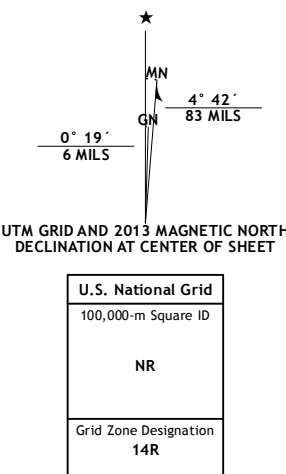 ★
MN
4° 42´
83 MILS
GN
0° 19´
6 MILS
UTM GRID AND 2013 MAGNETIC NORTH
DECLINATION AT CENTER OF SHEET
U.S. National Grid
100,000-m Square ID
NR
Grid Zone Designation
14R